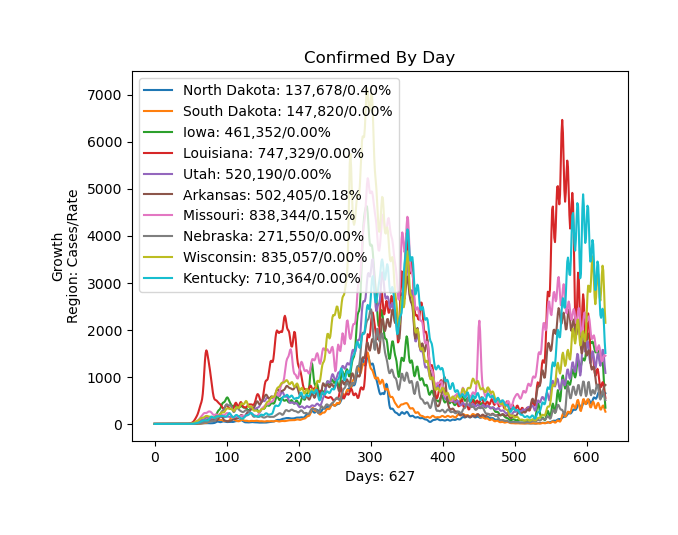 Confirmed By Day
7000
6000
5000
4000
3000
2000
1000
0
Growth
Region: Cases/Rate
North Dakota: 137,678/0.40%
South Dakota: 147,820/0.00%
Iowa: 461,352/0.00%
Louisiana: 747,329/0.00%
Utah: 520,190/0.00%
Arkansas: 502,405/0.18%
Missouri: 838,344/0.15%
Nebraska: 271,550/0.00%
Wisconsin: 835,057/0.00%
Kentucky: 710,364/0.00%
0 100 200 300 400 500 600
Days: 627